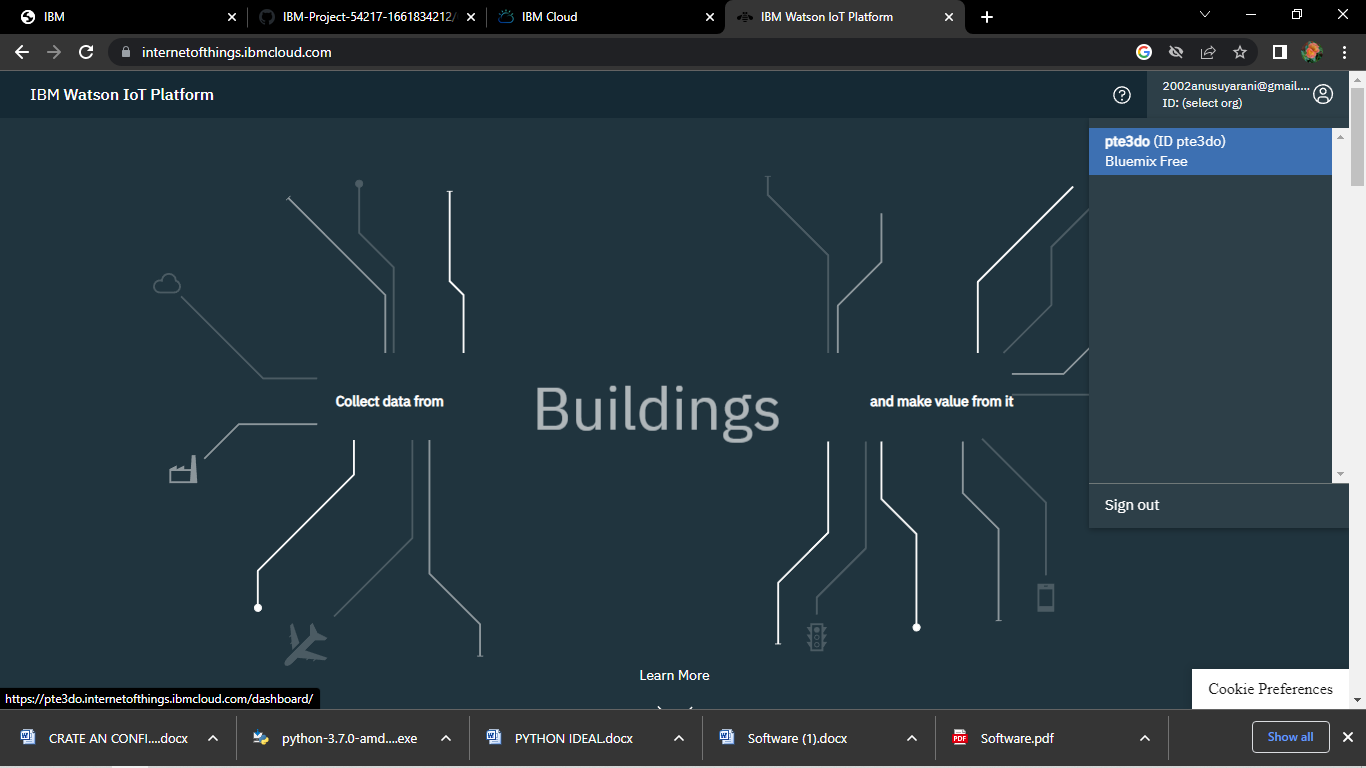 IBM
IBM-Project-54217-1661834212/
IBM Cloud
IBM Watson IoT Platform
internetofthings.ibmcloud.com
IBM Watson IoT Platform
2002anusuyarani@gmail....
ID: (select org)
pte3do (ID pte3do)
Bluemix Free
Collect data from
Buildings
and make value from it
Sign out
Learn More
Cookie Preferences
https://pte3do.internetofthings.ibmcloud.com/dashboard/
CRATE AN CONFI....docx
python-3.7.0-amd....exe
PYTHON IDEAL.docx
Software (1).docx
PDF
Software.pdf
Show all